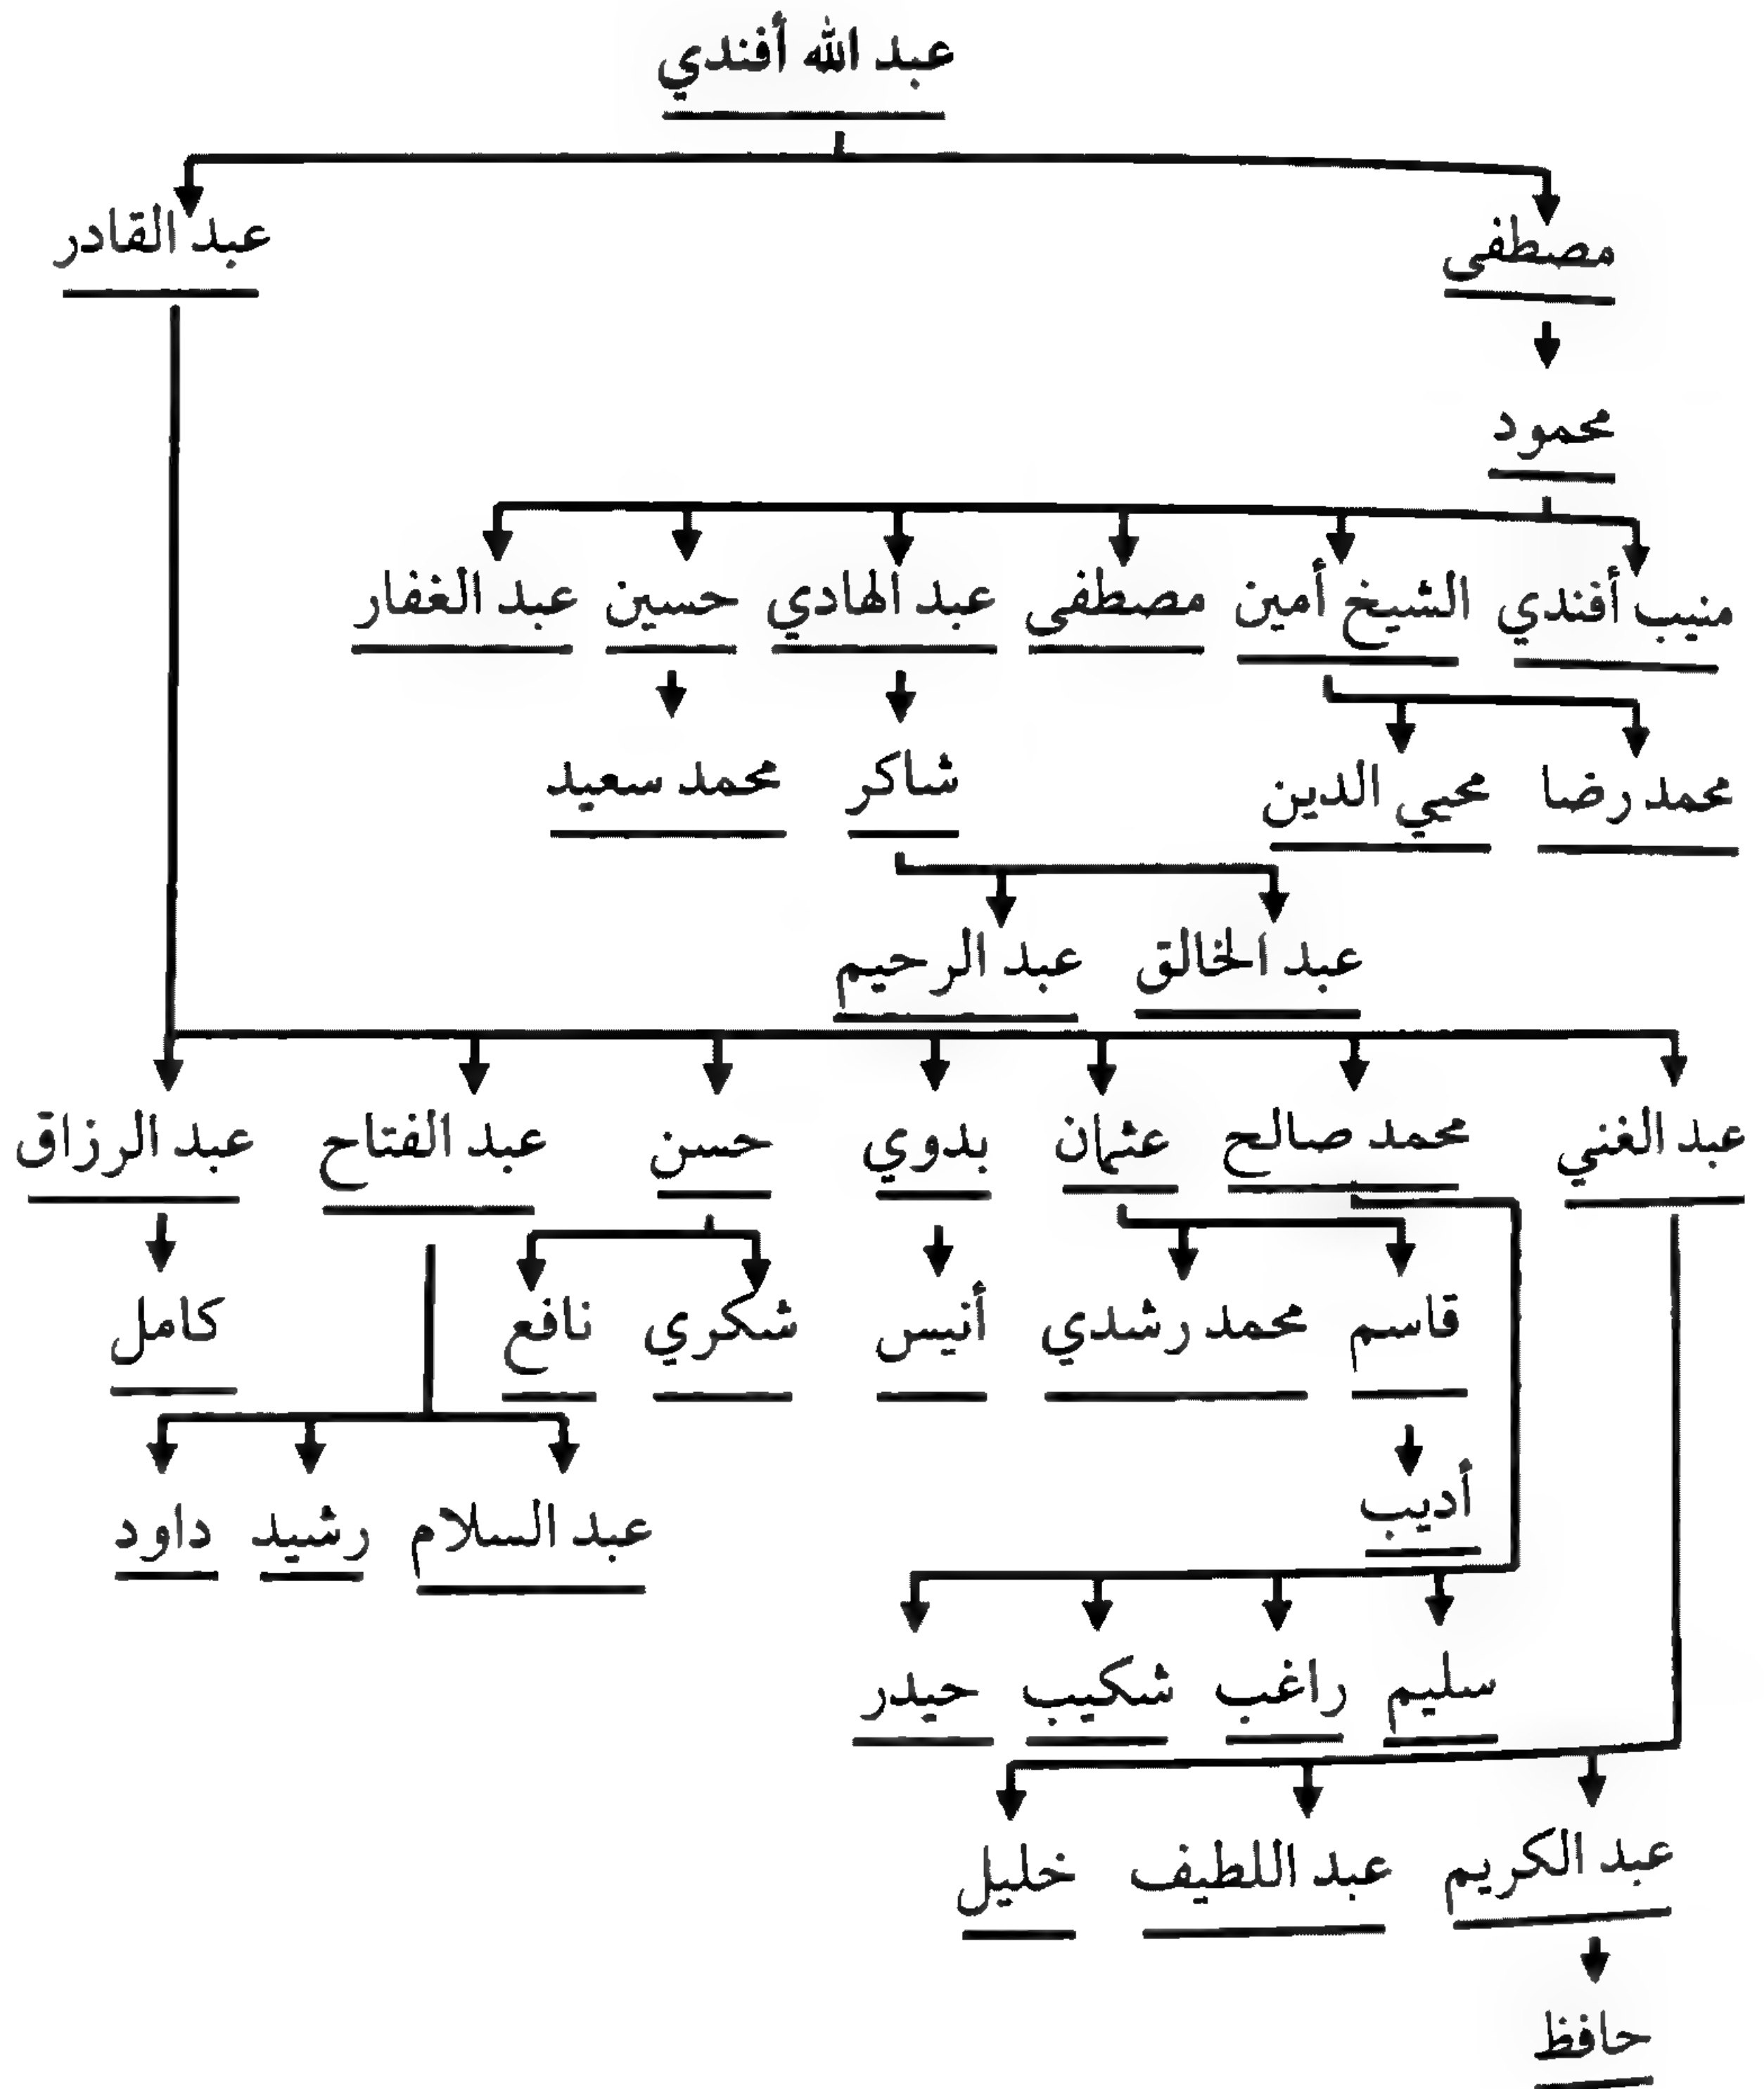 عبد الله أفندي
مصطفى عبد القادر
محمود
منيب أفندي الشيخ أمين مصطفى عبد الهادي حسين عبد الغفار
محمد رضا محيي الدين شاكر محمد سعيد
عبد الخالق عبد الرحيم
عبد الغني محمد صالح عثمان بدوي حسن عبد الفتاح عبد الرزاق
قاسم محمد رشدي أنيس شكري نافع كامل
أديب عبد السلام رشيد داود
سليم راغب شكيب حيدر
عبد الكريم عبد اللطيف خليل
حافظ